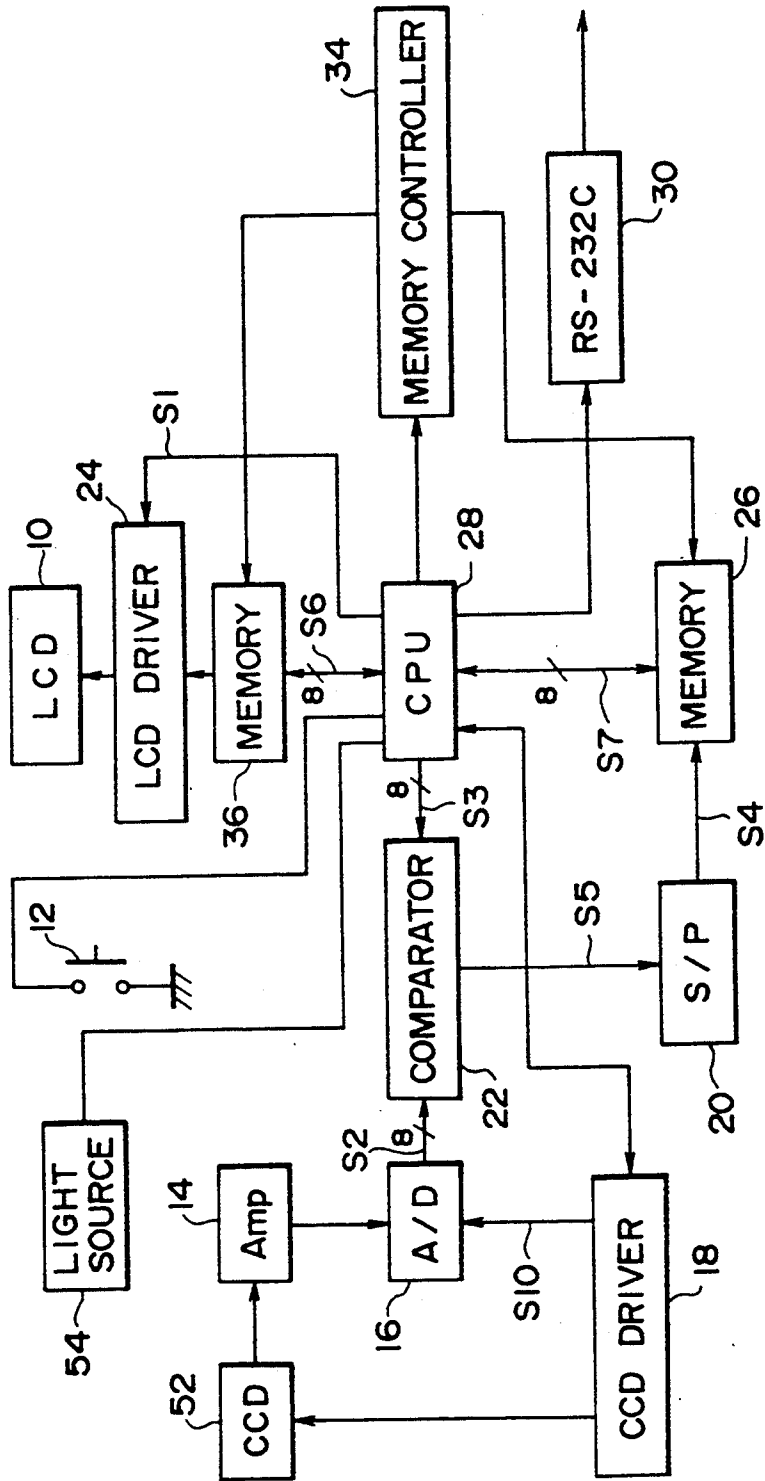 LIGHT
SOURCE
54
12
LCD
10
LCD DRIVER
24
S1
MEMORY
36
8
S6
CCD
52
Amp
14
A/D
16
S2
8
COMPARATOR
22
8
S3
CPU
28
MEMORY CONTROLLER
34
S10
CCD DRIVER
18
S5
S/P
20
S4
8
S7
MEMORY
26
RS-232C
30